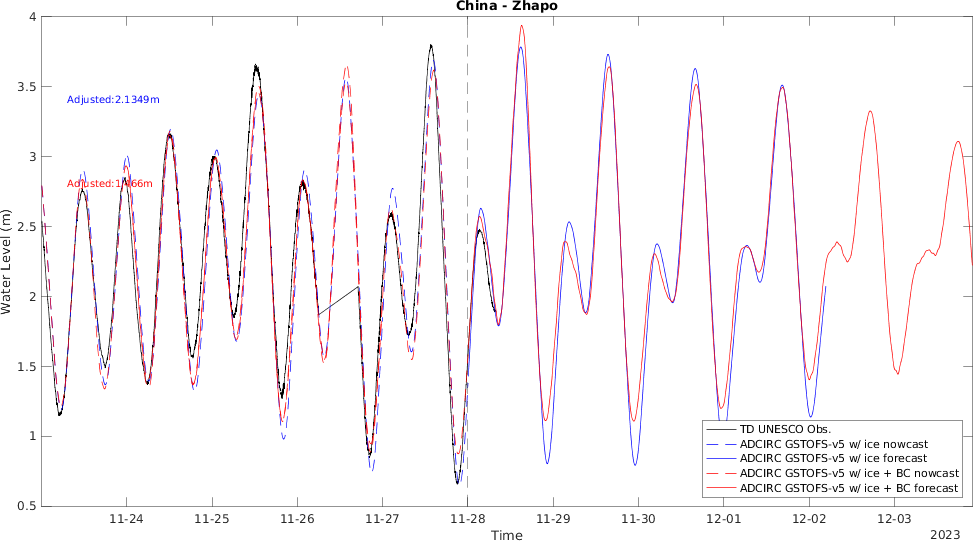 China - Zhapo
Water Level (m)
4
3.5
3
2.5
2
1.5
1
0.5
Adjusted:2.1349m
TD UNESCO Obs.
ADCIRC GSTOFS-v5 w/ ice nowcast
ADCIRC GSTOFS-v5 w/ ice forecast
ADCIRC GSTOFS-v5 w/ ice + BC nowcast
ADCIRC GSTOFS-v5 w/ ice + BC forecast
11-24
11-25
11-26
11-27
11-28
11-29
11-30
12-01
12-02
12-03
Time
2023